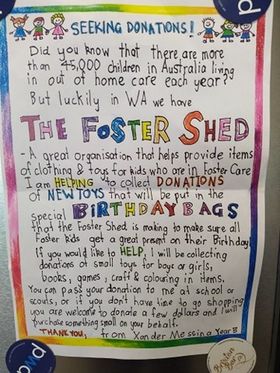 SEEKING DONATIONS!
Did you know that there are more
than 45,000 children in Australia living
in out of home care each year?
But luckily in WA we have
THE FOSTER SHED
- A great organisation that helps provide items
of clothing & toys for kids who are in Foster Care
I am HELPING to collect DONATIONS
of NEW TOYS that will be put in the
special BIRTHDAY BAGS
that the Foster Shed is making to make sure all
Foster kids get a great present on their Birthday.
If you would like to HELP, I will be collecting
donations of small toys for boys or girls,
books, games, craft & colouring in items.
You can pass your donation to me at school or
scouts, or if you don't have time to go shopping
you are welcome to donate a few dollars and I will
purchase something small on your behalf.
THANKYOU, from Xander Messina Year
pwd